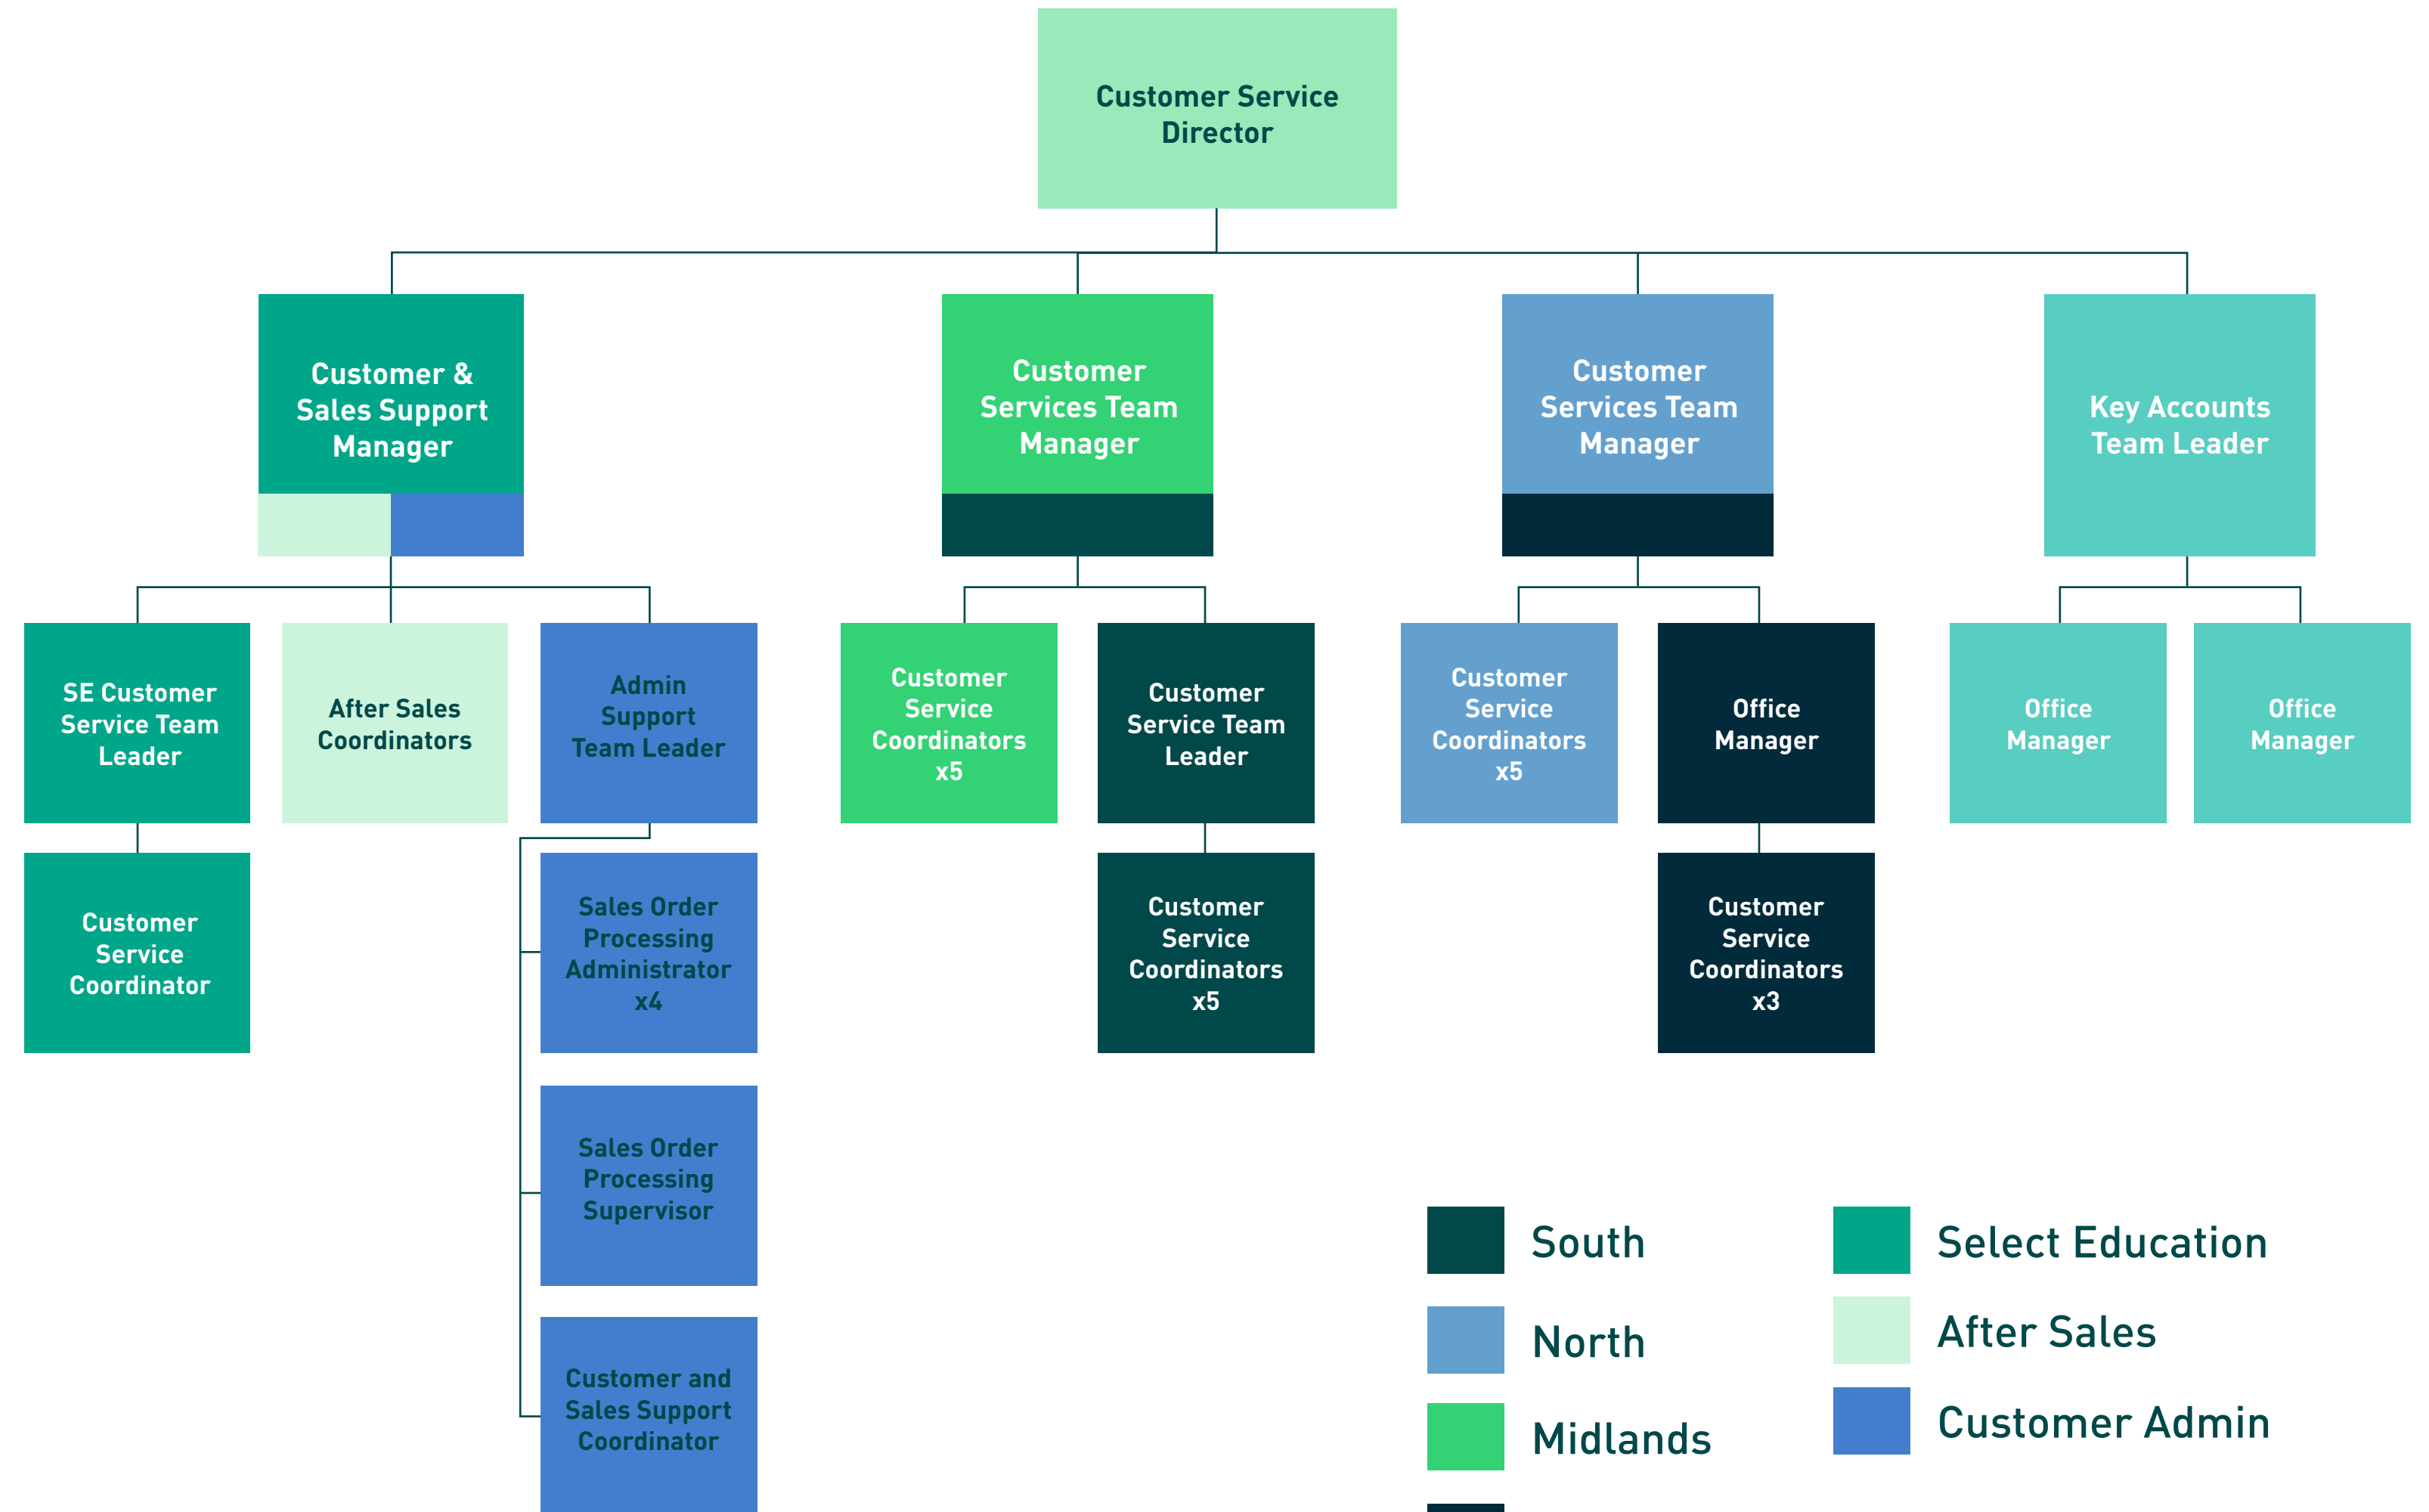 Customer Service
Director
Customer &
Sales Support
Manager
Customer
Services Team
Manager
Customer
Services Team
Manager
Key Accounts
Team Leader
SE Customer
Service Team
Leader
After Sales
Coordinators
Admin
Support
Team Leader
Customer
Service
Coordinators
x5
Customer
Service Team
Leader
Customer
Service
Coordinators
x5
Office
Manager
Office
Manager
Office
Manager
Customer
Service
Coordinator
Sales Order
Processing
Administrator
x4
Customer
Service
Coordinators
x5
Customer
Service
Coordinators
x3
Sales Order
Processing
Supervisor
Customer and
Sales Support
Coordinator
South
North
Midlands
Select Education
After Sales
Customer Admin